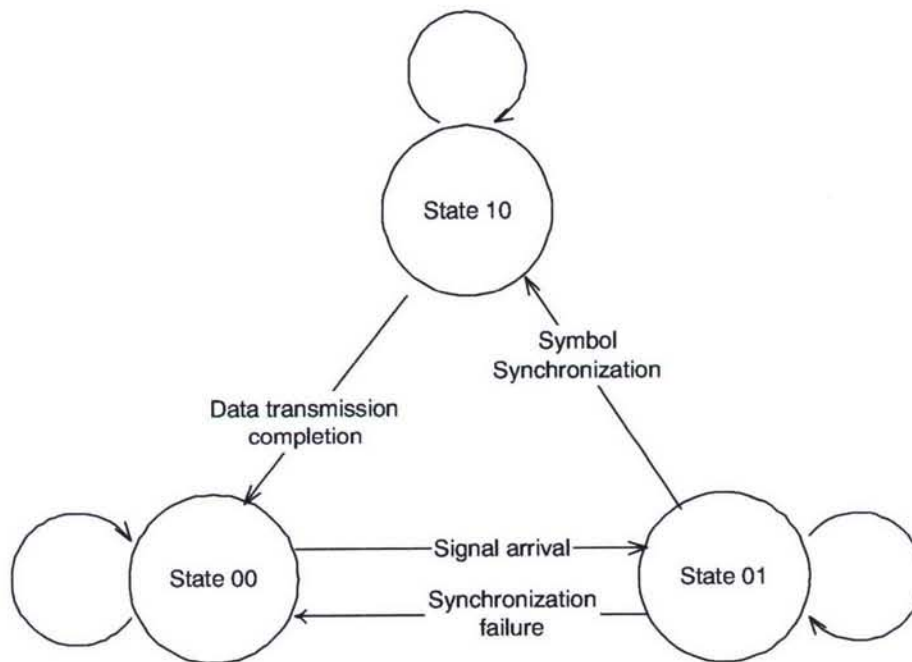 State 10
Symbol
Synchronization
Data transmission
completion
State 00
Signal arrival
Synchronization
failure
State 01